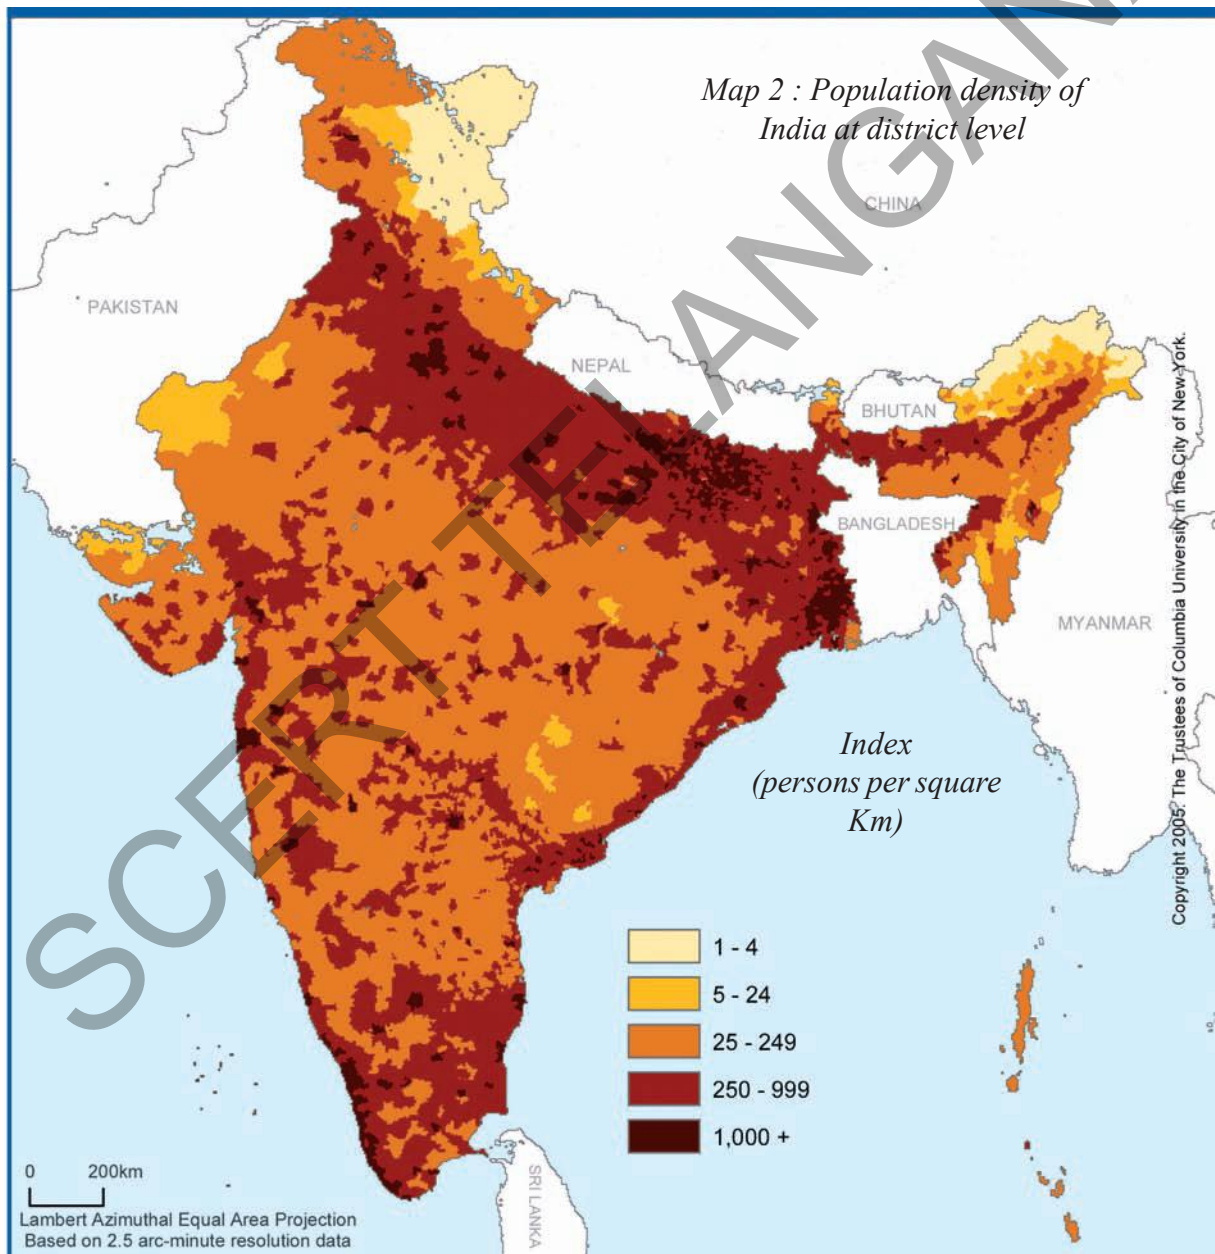 Map 2 : Population density of
India at district level
CHINA
PAKISTAN
NEPAL
BHUTAN
BANGLADESH
MYANMAR
Index
(persons per square
Km)
1 - 4
5 - 24
25 - 249
250 - 999
1,000 +
SRI LANKA
0 200km
Lambert Azimuthal Equal Area Projection
Based on 2.5 arc-minute resolution data
Copyright 2005. The Trustees of Columbia University in the City of New York.
SCERT TELANGANA